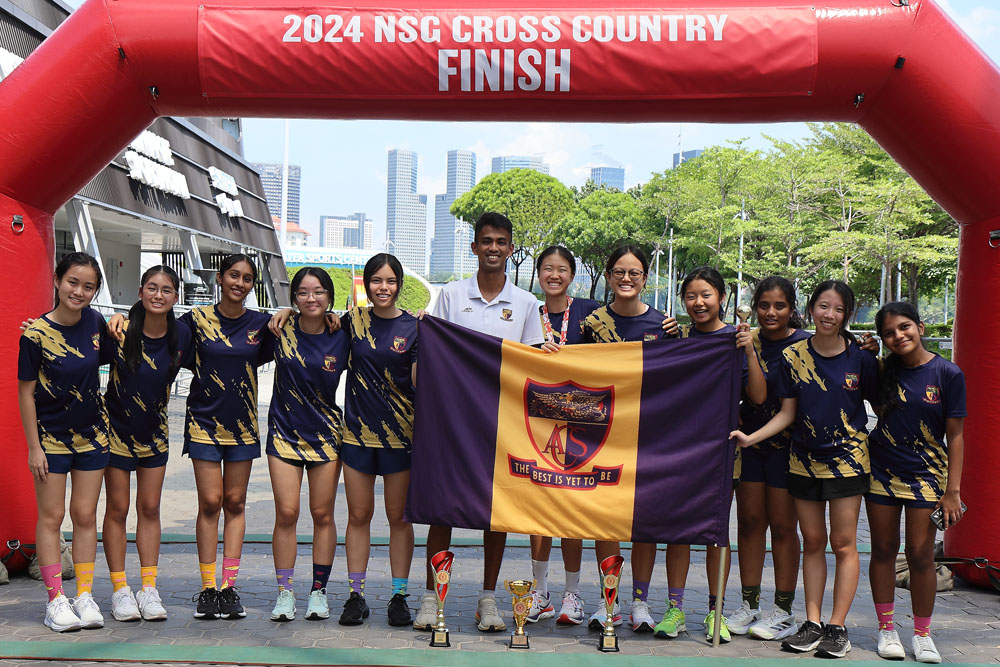 2024 NSG CROSS COUNTRY
FINISH
ACS
THE BEST IS YET TO BE